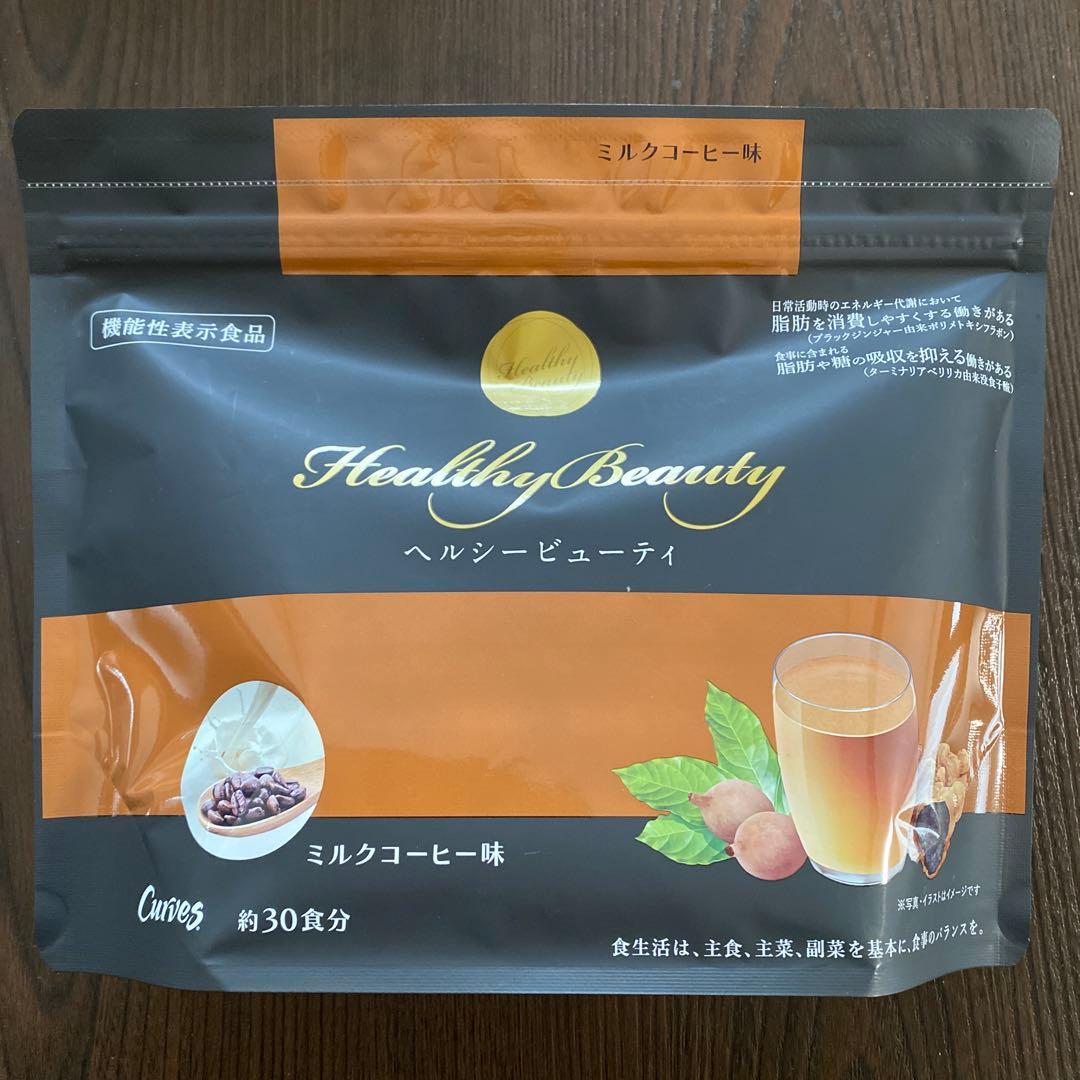 ミルクコーヒー味
機能性表示食品
日常活動時のエネルギー代謝において
脂肪を消費しやすくする働きがある
(ブラックジンジャー由来ポリメトキシフラボン)
食事に含まれる
脂肪や糖の吸収を抑える働きがある
(ターミナリアベリリカ由来没食子酸)
Healthy
Beauty
Healthy Beauty
ヘルシービューティ
ミルクコーヒー味
Curves
約30食分
※写真・イラストはイメージです
食生活は、主食、主菜、副菜を基本に、食事のバランスを。